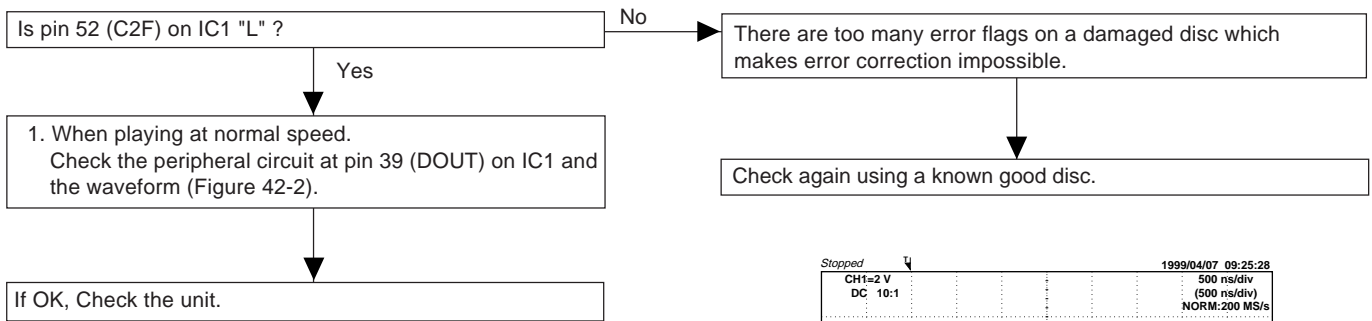 Is pin 52 (C2F) on IC1 "L" ?
No
There are too many error flags on a damaged disc which
makes error correction impossible.
Yes
1. When playing at normal speed.
Check the peripheral circuit at pin 39 (DOUT) on IC1 and
the waveform (Figure 42-2).
Check again using a known good disc.
If OK, Check the unit.
Stopped
1999/04/07 09:25:28
CH1=2 V
500 ns/div
DC 10:1
(500 ns/div)
NORM:200 MS/s